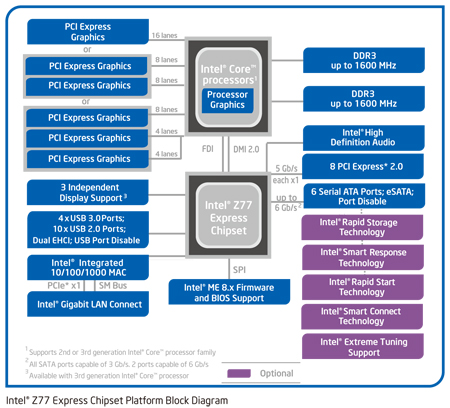 PCI Express
Graphics
16 lanes
or
PCI Express Graphics
8 lanes
PCI Express Graphics
8 lanes
or
PCI Express Graphics
8 lanes
PCI Express Graphics
4 lanes
PCI Express Graphics
4 lanes
Intel® Core™
processors¹
Processor
Graphics
DDR3
up to 1600 MHz
DDR3
up to 1600 MHz
FDI
DMI 2.0
Intel® High
Definition Audio
5 Gb/s
each x1
8 PCI Express* 2.0
3 Independent
Display Support³
Intel® Z77
Express
Chipset
up to
6 Gb/s²
6 Serial ATA Ports; eSATA;
Port Disable
4 x USB 3.0 Ports;
10 x USB 2.0 Ports;
Dual EHCI; USB Port Disable
Intel® Rapid Storage
Technology
Intel® Smart Response
Technology
Intel® Integrated
10/100/1000 MAC
SPI
PCIe* x1
SM Bus
Intel® ME 8.x Firmware
and BIOS Support
Intel® Rapid Start
Technology
Intel® Gigabit LAN Connect
Intel® Smart Connect
Technology
Intel® Extreme Tuning
Support
¹ Supports 2nd or 3rd generation Intel® Core™ processor family
² All SATA ports capable of 3 Gb/s. 2 ports capable of 6 Gb/s
³ Available with 3rd generation Intel® Core™ processor
Optional
Intel® Z77 Express Chipset Platform Block Diagram